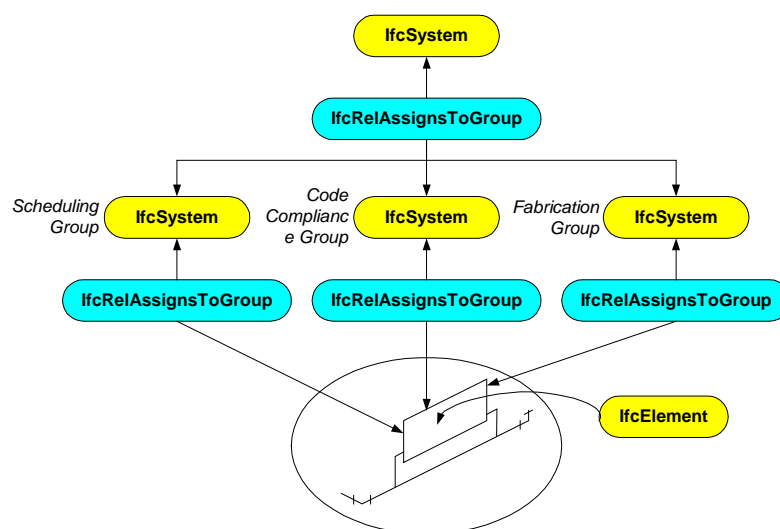 IfcSystem
IfcRelAssignsToGroup
Scheduling
Group
IfcSystem
Code
Complianc
e Group
IfcSystem
Fabrication
Group
IfcSystem
IfcRelAssignsToGroup
IfcRelAssignsToGroup
IfcRelAssignsToGroup
IfcElement